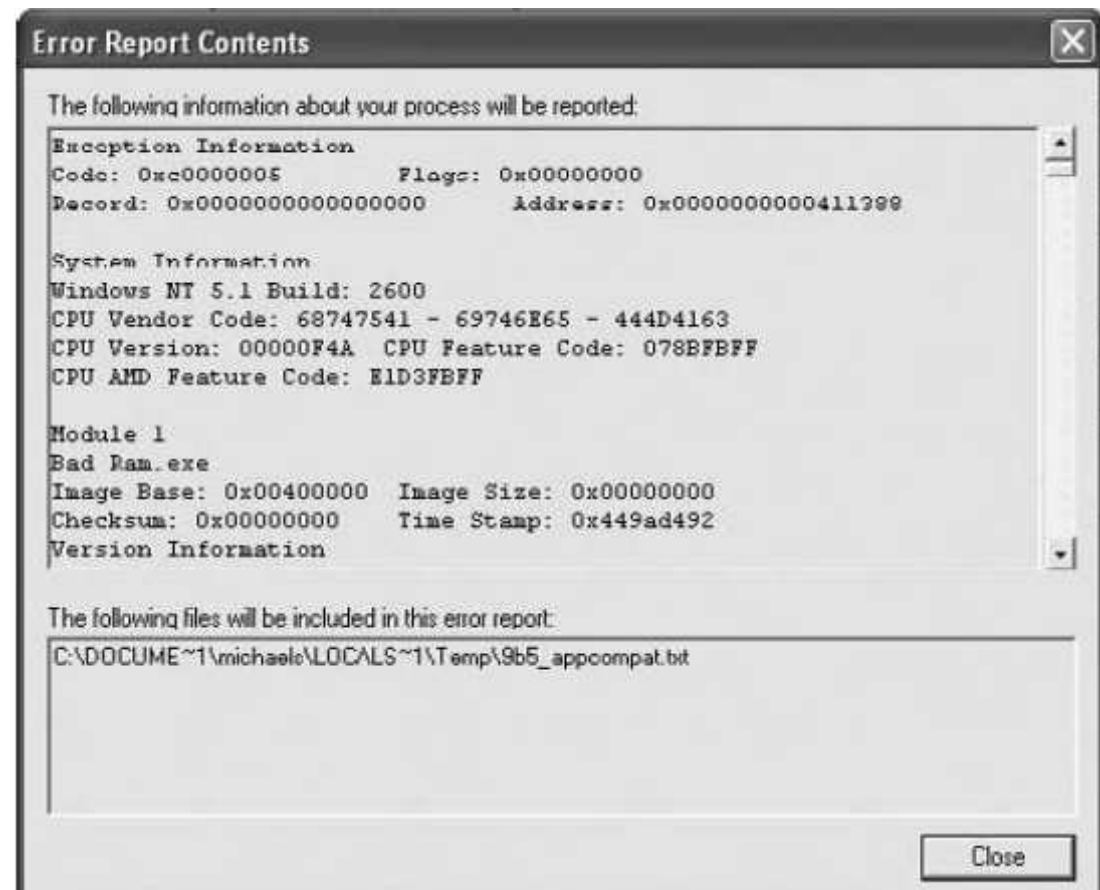 Error Report Contents
The following information about your process will be reported:
Exception Information
Code: 0xc0000005 Flags: 0x00000000
Record: 0x0000000000000000 Address: 0x0000000000411398
System Information
Windows NT 5.1 Build: 2600
CPU Vendor Code: 68747541 - 69746E65 - 444D4163
CPU Version: 00000F4A CPU Feature Code: 078BFBFF
CPU AMD Feature Code: E1D3FBFF
Module 1
Bad Ram.exe
Image Base: 0x00400000 Image Size: 0x00000000
Checksum: 0x00000000 Time Stamp: 0x449ad492
Version Information
The following files will be included in this error report:
C:\DOCUME~1\michaels\LOCALS~1\Temp\9b5_appcompat.txt
Close